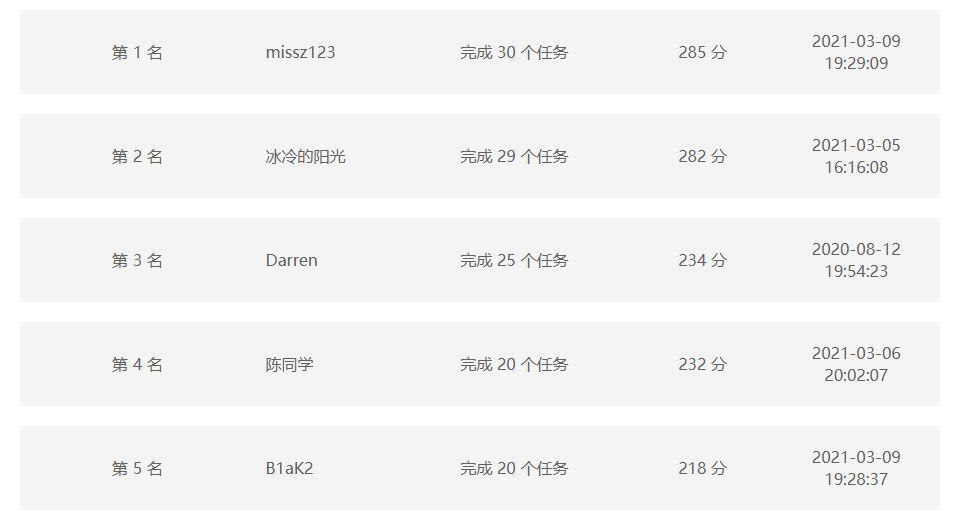 第 1 名 missz123 完成 30 个任务 285 分 2021-03-09
19:29:09
第 2 名 冰冷的阳光 完成 29 个任务 282 分 2021-03-05
16:16:08
第 3 名 Darren 完成 25 个任务 234 分 2020-08-12
19:54:23
第 4 名 陈同学 完成 20 个任务 232 分 2021-03-06
20:02:07
第 5 名 B1aK2 完成 20 个任务 218 分 2021-03-09
19:28:37